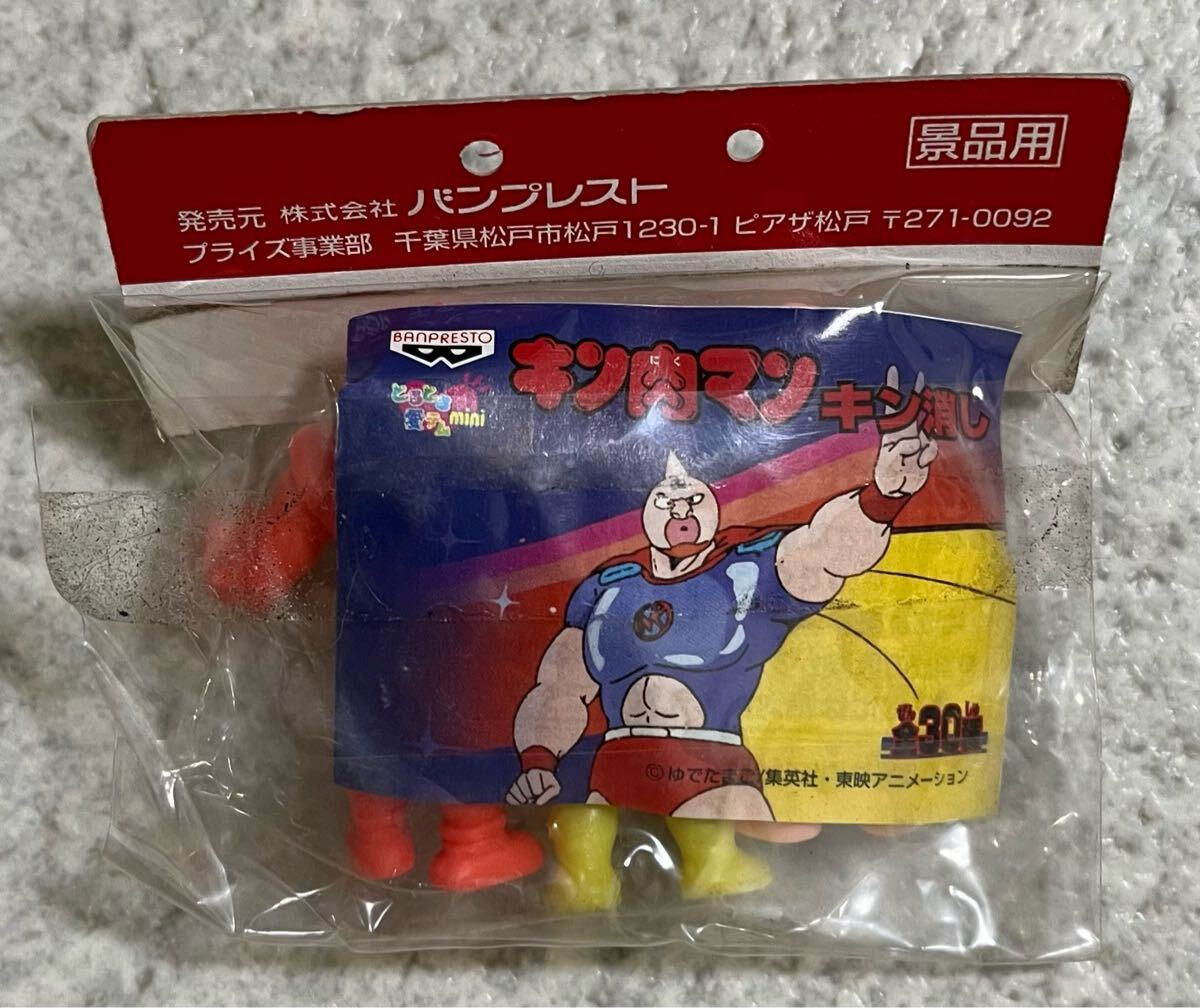 景品用
発売元 株式会社 バンプレスト
プライズ事業部 千葉県松戸市松戸1230-1 ピアザ松戸 〒271-0092
BANPRESTO
キン肉マン
にく
キン消し
mini
全30種
ぜん しゅ
©ゆでたまご/集英社・東映アニメーション